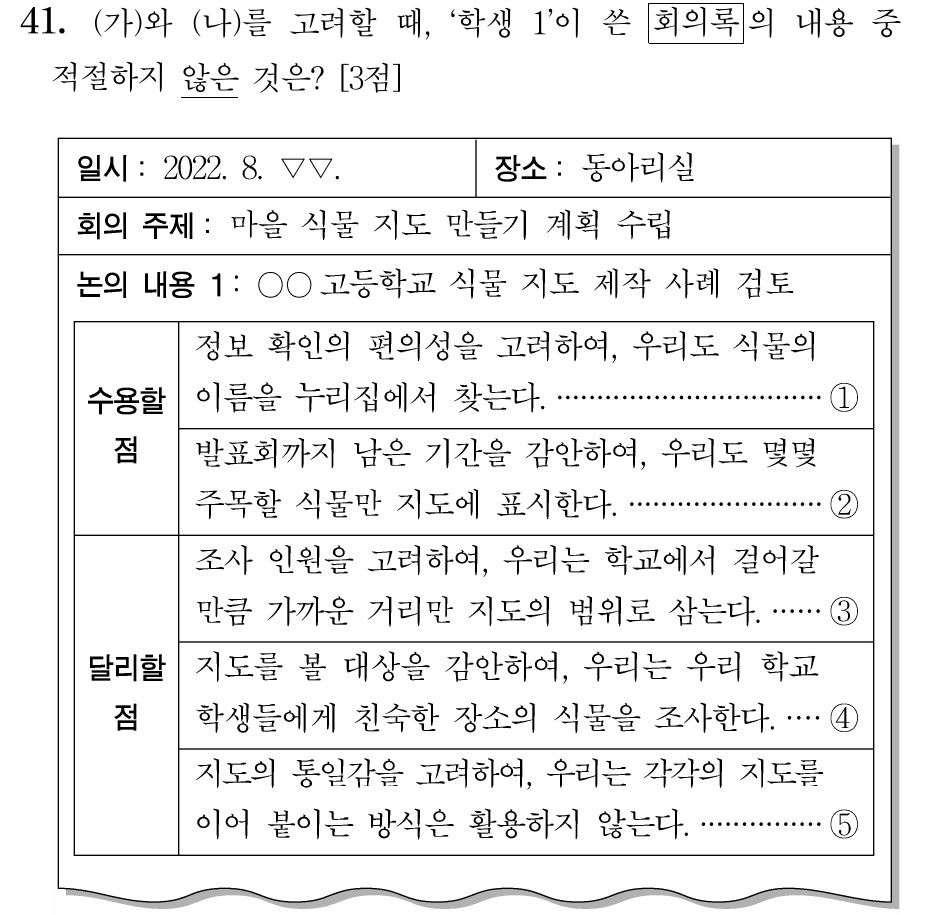 41. (가)와 (나)를 고려할 때, ‘학생 1’이 쓴 회의록의 내용 중
적절하지 않은 것은? [3점]
일시 : 2022. 8. ▽▽.
장소 : 동아리실
회의 주제 : 마을 식물 지도 만들기 계획 수립
논의 내용 1 : ○○고등학교 식물 지도 제작 사례 검토
수용할
점
정보 확인의 편의성을 고려하여, 우리도 식물의
이름을 누리집에서 찾는다. ································· ①
발표회까지 남은 기간을 감안하여, 우리도 몇몇
주목할 식물만 지도에 표시한다. ························ ②
달리할
점
조사 인원을 고려하여, 우리는 학교에서 걸어갈
만큼 가까운 거리만 지도의 범위로 삼는다. ······ ③
지도를 볼 대상을 감안하여, 우리는 우리 학교
학생들에게 친숙한 장소의 식물을 조사한다. ···· ④
지도의 통일감을 고려하여, 우리는 각각의 지도를
이어 붙이는 방식은 활용하지 않는다. ··············· ⑤